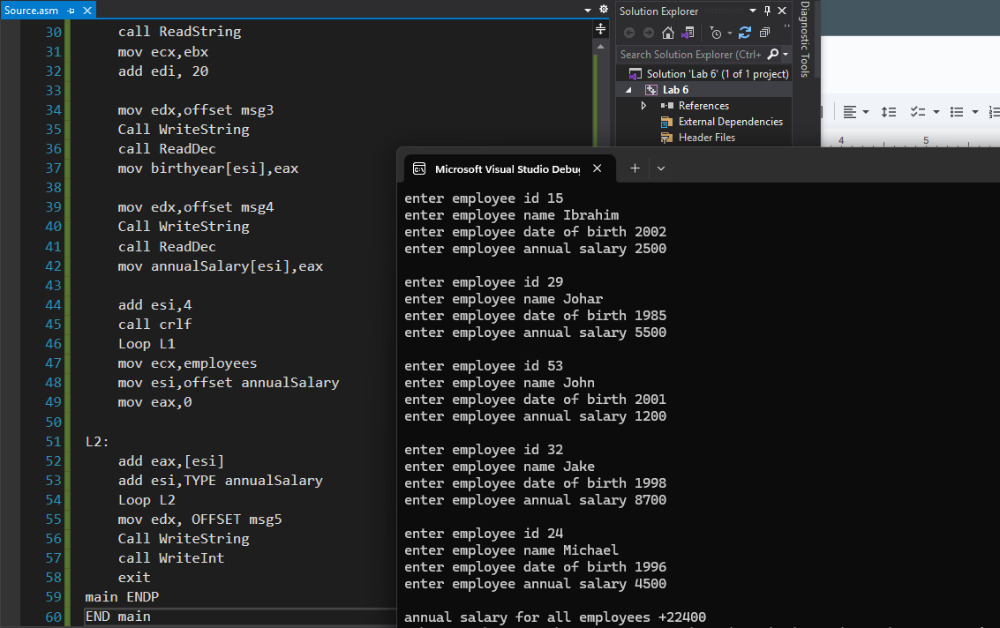 Source.asm
30 call ReadString
31 mov ecx,ebx
32 add edi, 20
33
34 mov edx,offset msg3
35 Call WriteString
36 call ReadDec
37 mov birthyear[esi],eax
38
39 mov edx,offset msg4
40 Call WriteString
41 call ReadDec
42 mov annualSalary[esi],eax
43
44 add esi,4
45 call crlf
46 Loop L1
47 mov ecx,employees
48 mov esi,offset annualSalary
49 mov eax,0
50
51 L2:
52 add eax,[esi]
53 add esi,TYPE annualSalary
54 Loop L2
55 mov edx, OFFSET msg5
56 Call WriteString
57 call WriteInt
58 exit
59 main ENDP
60 END main
Solution Explorer
Search Solution Explorer (Ctrl+
Solution 'Lab 6' (1 of 1 project)
Lab 6
References
External Dependencies
Header Files
Diagnostic Tools
4 5
Microsoft Visual Studio Debu
enter employee id 15
enter employee name Ibrahim
enter employee date of birth 2002
enter employee annual salary 2500
enter employee id 29
enter employee name Johar
enter employee date of birth 1985
enter employee annual salary 5500
enter employee id 53
enter employee name John
enter employee date of birth 2001
enter employee annual salary 1200
enter employee id 32
enter employee name Jake
enter employee date of birth 1998
enter employee annual salary 8700
enter employee id 24
enter employee name Michael
enter employee date of birth 1996
enter employee annual salary 4500
annual salary for all employees +22400